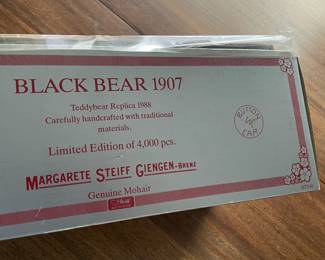 BLACK BEAR 1907
Teddybear Replica 1988
Carefully handcrafted with traditional
materials.
Limited Edition of 4,000 pcs.
BUTTON
IN
EAR
MARGARETE STEIFF GIENGEN-BRENZ
Genuine Mohair
Steiff